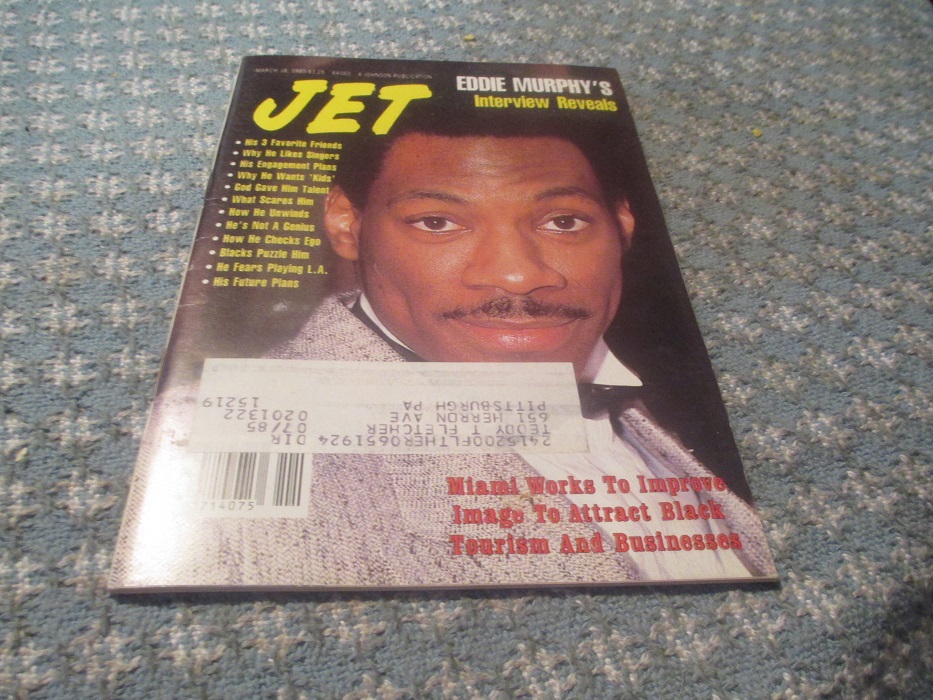 MARCH 18, 1985 $1.25 A JOHNSON PUBLICATION
JET
EDDIE MURPHY'S
Interview Reveals
• His 3 Favorite Friends
• Why He Likes Singers
• His Engagement Plans
• Why He Wants 'Kids'
• God Gave Him Talent
• What Scares Him
• How He Unwinds
• He's Not A Genius
• How He Checks Ego
• Blacks Puzzle Him
• He Fears Playing L.A.
• His Future Plans
2415200FLTHER0651924 DIR
TEDDY T FLETCHER 07/85
651 HERRON AVE 0201322
PITTSBURGH PA 15219
714075
Miami Works To Improve
Image To Attract Black
Tourism And Businesses